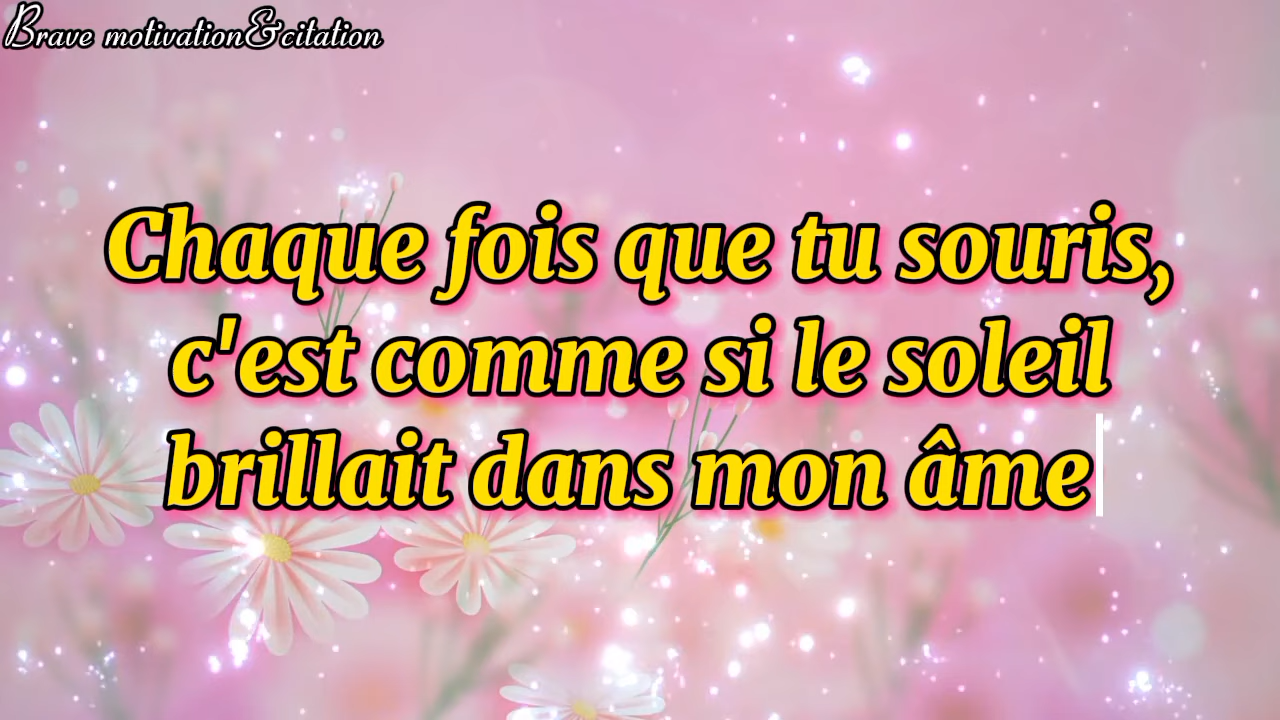 Brave motivation&citation
Chaque fois que tu souris,
c'est comme si le soleil
brillait dans mon âme